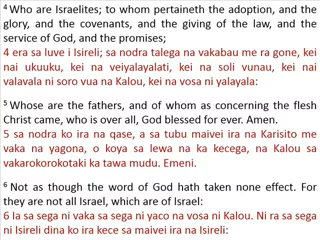 4 Who are Israelites; to whom pertaineth the adoption, and the
glory, and the covenants, and the giving of the law, and the
service of God, and the promises;
4 era sa luve i Isireli; sa nodra talega na vakabau me ra gone, kei
nai ukuuku, kei na veiyalayalati, kei na soli vunau, kei nai
valavala ni soro vua na Kalou, kei na vosa ni yalayala:
5 Whose are the fathers, and of whom as concerning the flesh
Christ came, who is over all, God blessed for ever. Amen.
5 sa nodra ko ira na qase, a sa tubu maivei ira na Karisito me
vaka na yagona, o koya sa lewa na ka kecega, na Kalou sa
vakarokorokotaki ka tawa mudu. Emeni.
6 Not as though the word of God hath taken none effect. For
they are not all Israel, which are of Israel:
6 Ia sa sega ni vaka sa sega ni yaco na vosa ni Kalou. Ni ra sa sega
ni Isireli dina ko ira kece sa maivei ira na Isireli: